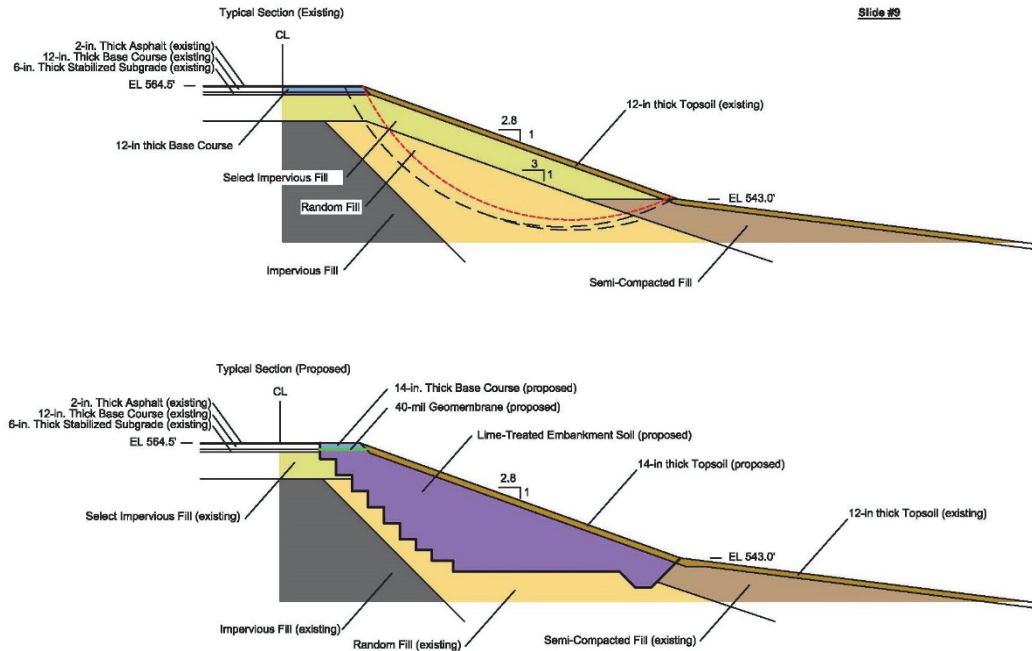 Slide #9
Typical Section (Existing)
CL
2-in. Thick Asphalt (existing)
12-in. Thick Base Course (existing)
6-in. Thick Stabilized Subgrade (existing)
EL 564.5'
12-in thick Topsoil (existing)
2.8
1
12-in thick Base Course
3
1
Select Impervious Fill
EL 543.0'
Random Fill
Impervious Fill
Semi-Compacted Fill
Typical Section (Proposed)
CL
14-in. Thick Base Course (proposed)
2-in. Thick Asphalt (existing)
40-mil Geomembrane (proposed)
12-in. Thick Base Course (existing)
6-in. Thick Stabilized Subgrade (existing)
EL 564.5'
Lime-Treated Embankment Soil (proposed)
14-in thick Topsoil (proposed)
2.8
1
Select Impervious Fill (existing)
12-in thick Topsoil (existing)
EL 543.0'
Impervious Fill (existing)
Random Fill (existing)
Semi-Compacted Fill (existing)